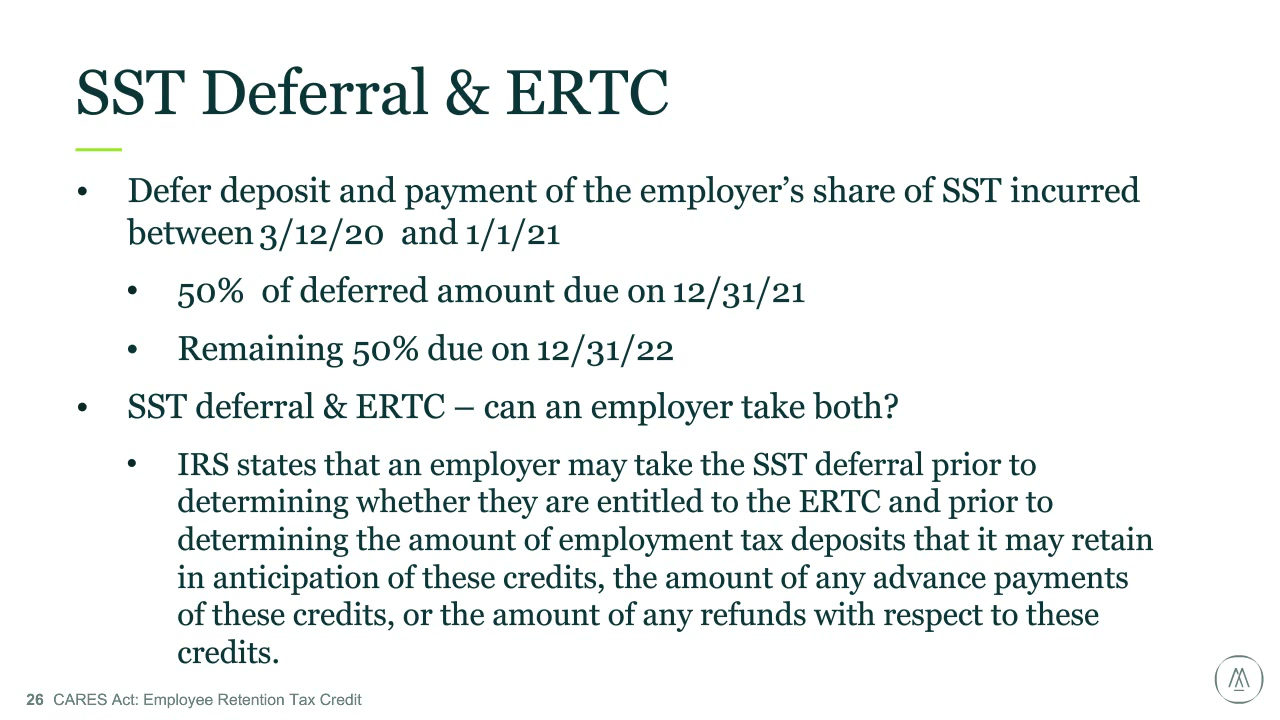 SST Deferral & ERTC
• Defer deposit and payment of the employer’s share of SST incurred
between 3/12/20 and 1/1/21
• 50% of deferred amount due on 12/31/21
• Remaining 50% due on 12/31/22
• SST deferral & ERTC – can an employer take both?
• IRS states that an employer may take the SST deferral prior to
determining whether they are entitled to the ERTC and prior to
determining the amount of employment tax deposits that it may retain
in anticipation of these credits, the amount of any advance payments
of these credits, or the amount of any refunds with respect to these
credits.
26 CARES Act: Employee Retention Tax Credit